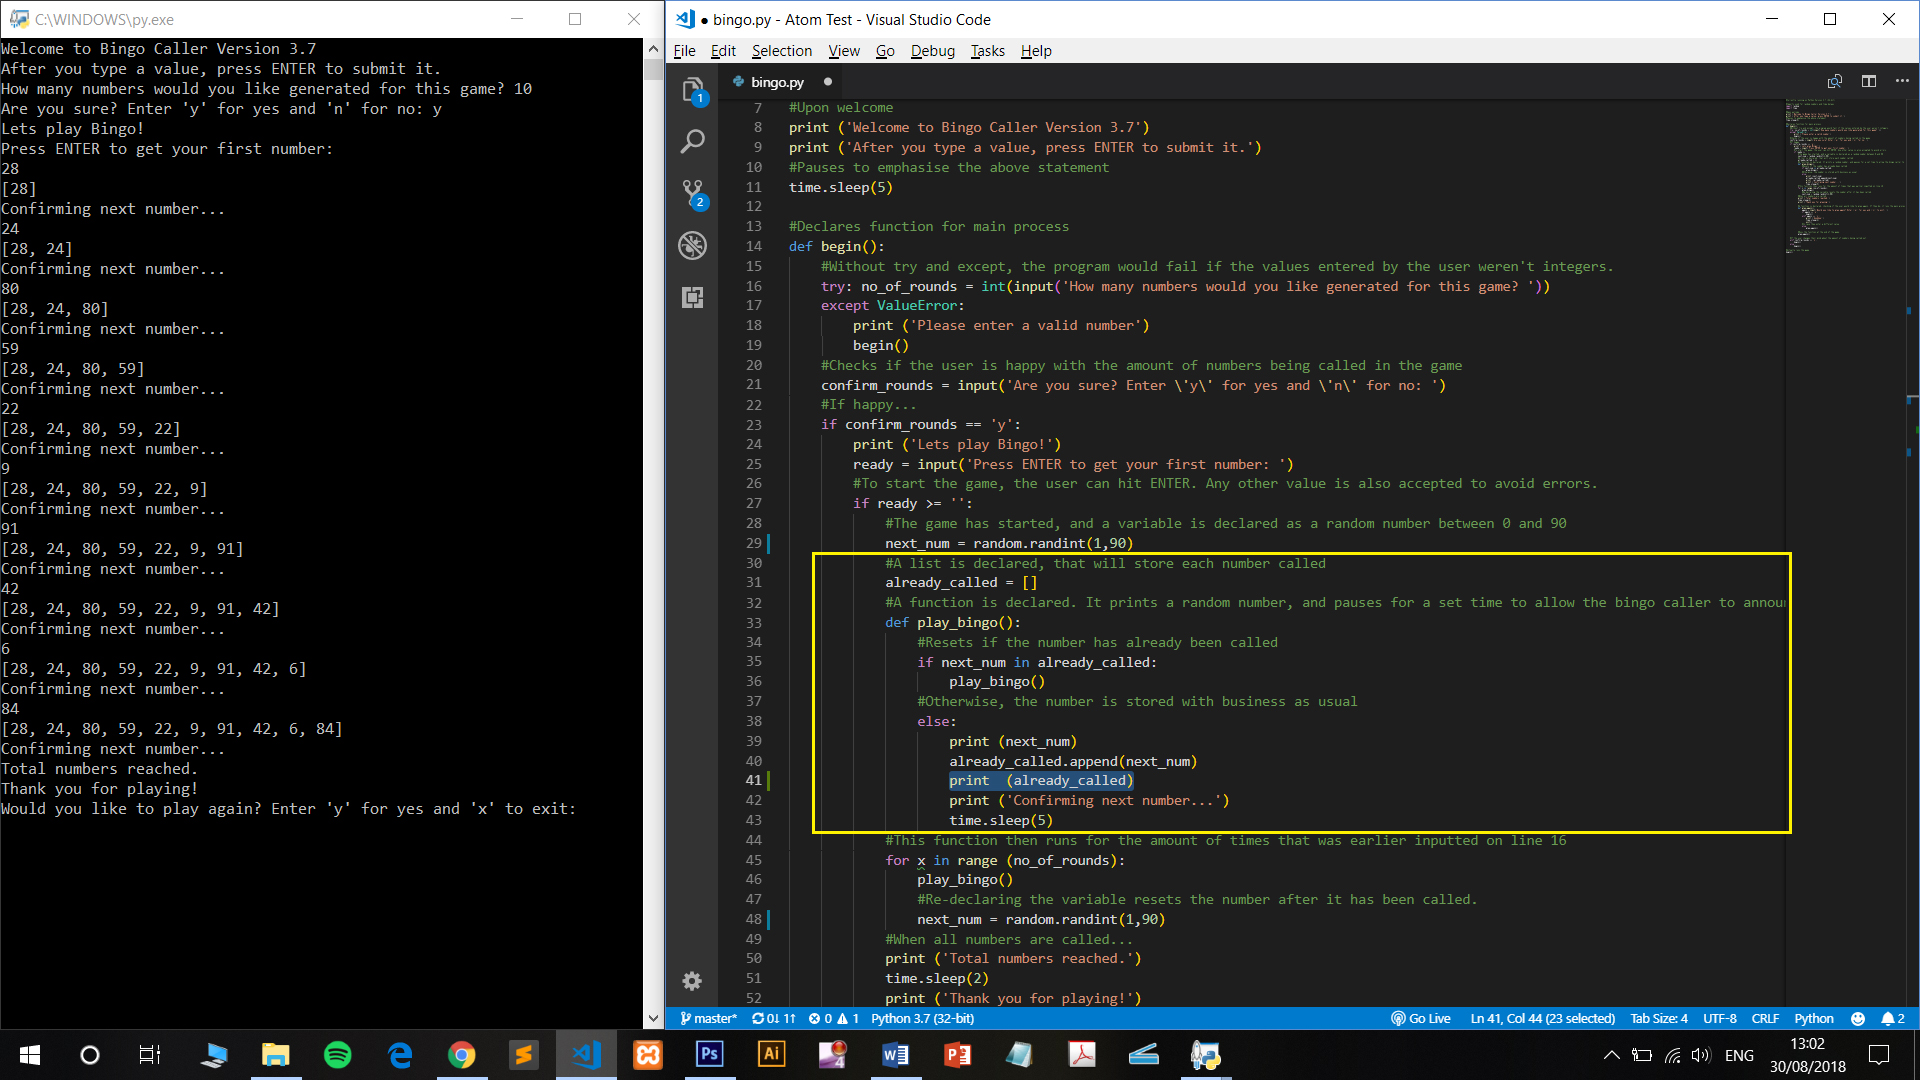 C:\WINDOWS\py.exe
Welcome to Bingo Caller Version 3.7
After you type a value, press ENTER to submit it.
How many numbers would you like generated for this game? 10
Are you sure? Enter 'y' for yes and 'n' for no: y
Lets play Bingo!
Press ENTER to get your first number:
28
[28]
Confirming next number...
24
[28, 24]
Confirming next number...
80
[28, 24, 80]
Confirming next number...
59
[28, 24, 80, 59]
Confirming next number...
22
[28, 24, 80, 59, 22]
Confirming next number...
9
[28, 24, 80, 59, 22, 9]
Confirming next number...
91
[28, 24, 80, 59, 22, 9, 91]
Confirming next number...
42
[28, 24, 80, 59, 22, 9, 91, 42]
Confirming next number...
6
[28, 24, 80, 59, 22, 9, 91, 42, 6]
Confirming next number...
84
[28, 24, 80, 59, 22, 9, 91, 42, 6, 84]
Confirming next number...
Total numbers reached.
Thank you for playing!
Would you like to play again? Enter 'y' for yes and 'x' to exit:
● bingo.py - Atom Test - Visual Studio Code
File Edit Selection View Go Debug Tasks Help
1
2
bingo.py ●
7 #Upon welcome
8 print ('Welcome to Bingo Caller Version 3.7')
9 print ('After you type a value, press ENTER to submit it.')
10 #Pauses to emphasise the above statement
11 time.sleep(5)
12
13 #Declares function for main process
14 def begin():
15 #Without try and except, the program would fail if the values entered by the user weren't integers.
16 try: no_of_rounds = int(input('How many numbers would you like generated for this game? '))
17 except ValueError:
18 print ('Please enter a valid number')
19 begin()
20 #Checks if the user is happy with the amount of numbers being called in the game
21 confirm_rounds = input('Are you sure? Enter \'y\' for yes and \'n\' for no: ')
22 #If happy...
23 if confirm_rounds == 'y':
24 print ('Lets play Bingo!')
25 ready = input('Press ENTER to get your first number: ')
26 #To start the game, the user can hit ENTER. Any other value is also accepted to avoid errors.
27 if ready >= '':
28 #The game has started, and a variable is declared as a random number between 0 and 90
29 next_num = random.randint(1,90)
30 #A list is declared, that will store each number called
31 already_called = []
32 #A function is declared. It prints a random number, and pauses for a set time to allow the bingo caller to annou
33 def play_bingo():
34 #Resets if the number has already been called
35 if next_num in already_called:
36 play_bingo()
37 #Otherwise, the number is stored with business as usual
38 else:
39 print (next_num)
40 already_called.append(next_num)
41 print  (already_called)
42 print ('Confirming next number...')
43 time.sleep(5)
44 #This function then runs for the amount of times that was earlier inputted on line 16
45 for x in range (no_of_rounds):
46 play_bingo()
47 #Re-declaring the variable resets the number after it has been called.
48 next_num = random.randint(1,90)
49 #When all numbers are called...
50 print ('Total numbers reached.')
51 time.sleep(2)
52 print ('Thank you for playing!')
master* 0↓ 1↑ 0 1 Python 3.7 (32-bit) Go Live Ln 41, Col 44 (23 selected) Tab Size: 4 UTF-8 CRLF Python 2
Ps Ai 4 ENG 13:02
30/08/2018